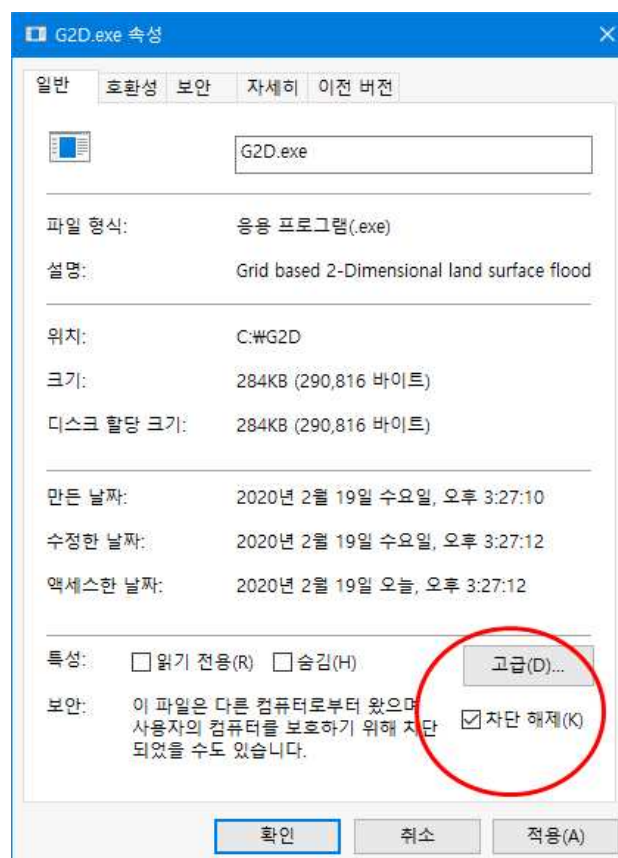 G2D.exe 속성
일반 호환성 보안 자세히 이전 버전
G2D.exe
파일 형식: 응용 프로그램(.exe)
설명: Grid based 2-Dimensional land surface flood
위치: C:₩G2D
크기: 284KB (290,816 바이트)
디스크 할당 크기: 284KB (290,816 바이트)
만든 날짜: 2020년 2월 19일 수요일, 오후 3:27:10
수정한 날짜: 2020년 2월 19일 수요일, 오후 3:27:12
액세스한 날짜: 2020년 2월 19일 오늘, 오후 3:27:12
특성: 읽기 전용(R) 숨김(H) 고급(D)...
보안: 이 파일은 다른 컴퓨터로부터 왔으며
사용자의 컴퓨터를 보호하기 위해 차단 차단 해제(K)
되었을 수도 있습니다.
확인 취소 적용(A)